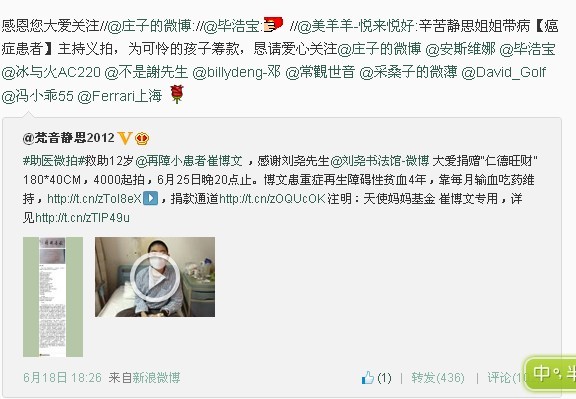 感恩您大爱关注//@庄子的微博://@毕浩宝: //@美羊羊-悦来悦好:辛苦静思姐姐带病【癌
症患者】主持义拍，为可怜的孩子筹款，恳请爱心关注@庄子的微博 @安斯维娜 @毕浩宝
@冰与火AC220 @不是謝先生 @billydeng-邓 @常觀世音 @采桑子的微薄 @David_Golf
@冯小乖55 @Ferrari上海
@梵音静思2012
#助医微拍#救助12岁@再障小患者崔博文 ，感谢刘尧先生@刘尧书法馆-微博 大爱捐赠"仁德旺财"
180*40CM，4000起拍，6月25日晚20点止。博文患重症再生障碍性贫血4年，靠每月输血吃药维
持，http://t.cn/zTol8eX ，捐款通道http://t.cn/zOQUcOK 注明：天使妈妈基金 崔博文专用，详
见http://t.cn/zTIP49u
6月18日 18:26 来自新浪微博 (1) | 转发(436) | 评论(1
中 °, 半